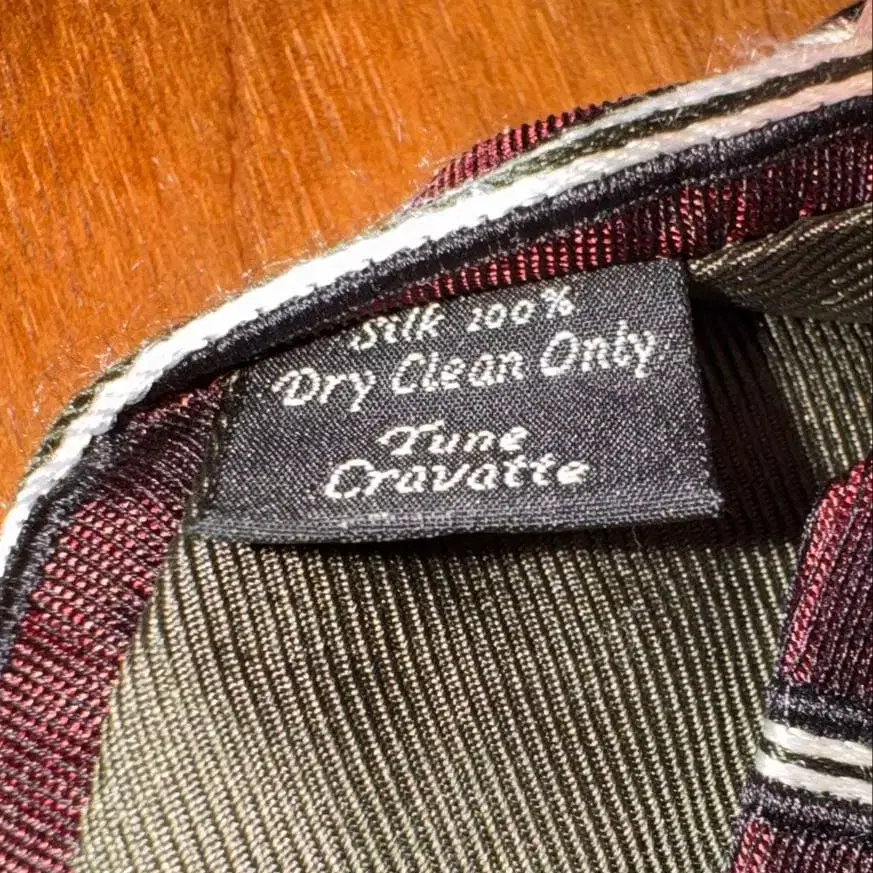 Silk 100%
Dry Clean Only
Tune
Cravatte